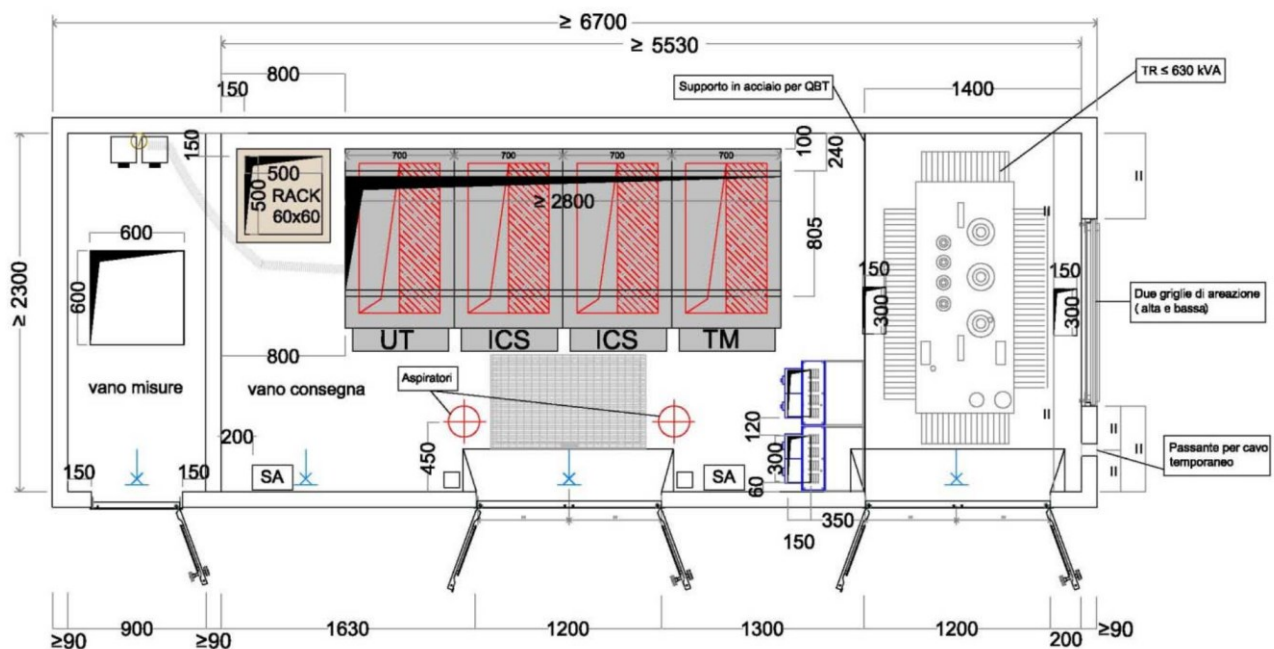 ≥ 6700
≥ 5530
800
Supporto in acciaio per QBT
1400
TR ≤ 630 kVA
150
150
100
240
700
700
700
700
500
500
RACK
60x60
≥ 2800
805
600
600
≥ 2300
150
300
150
300
Due griglie di areazione
( alta e bassa)
UT
ICS
ICS
TM
800
vano misure
vano consegna
Aspiratori
200
450
120
300
60
Passante per cavo
temporaneo
150
150
SA
SA
350
150
≥90
900
≥90
1630
1200
1300
1200
200
≥90